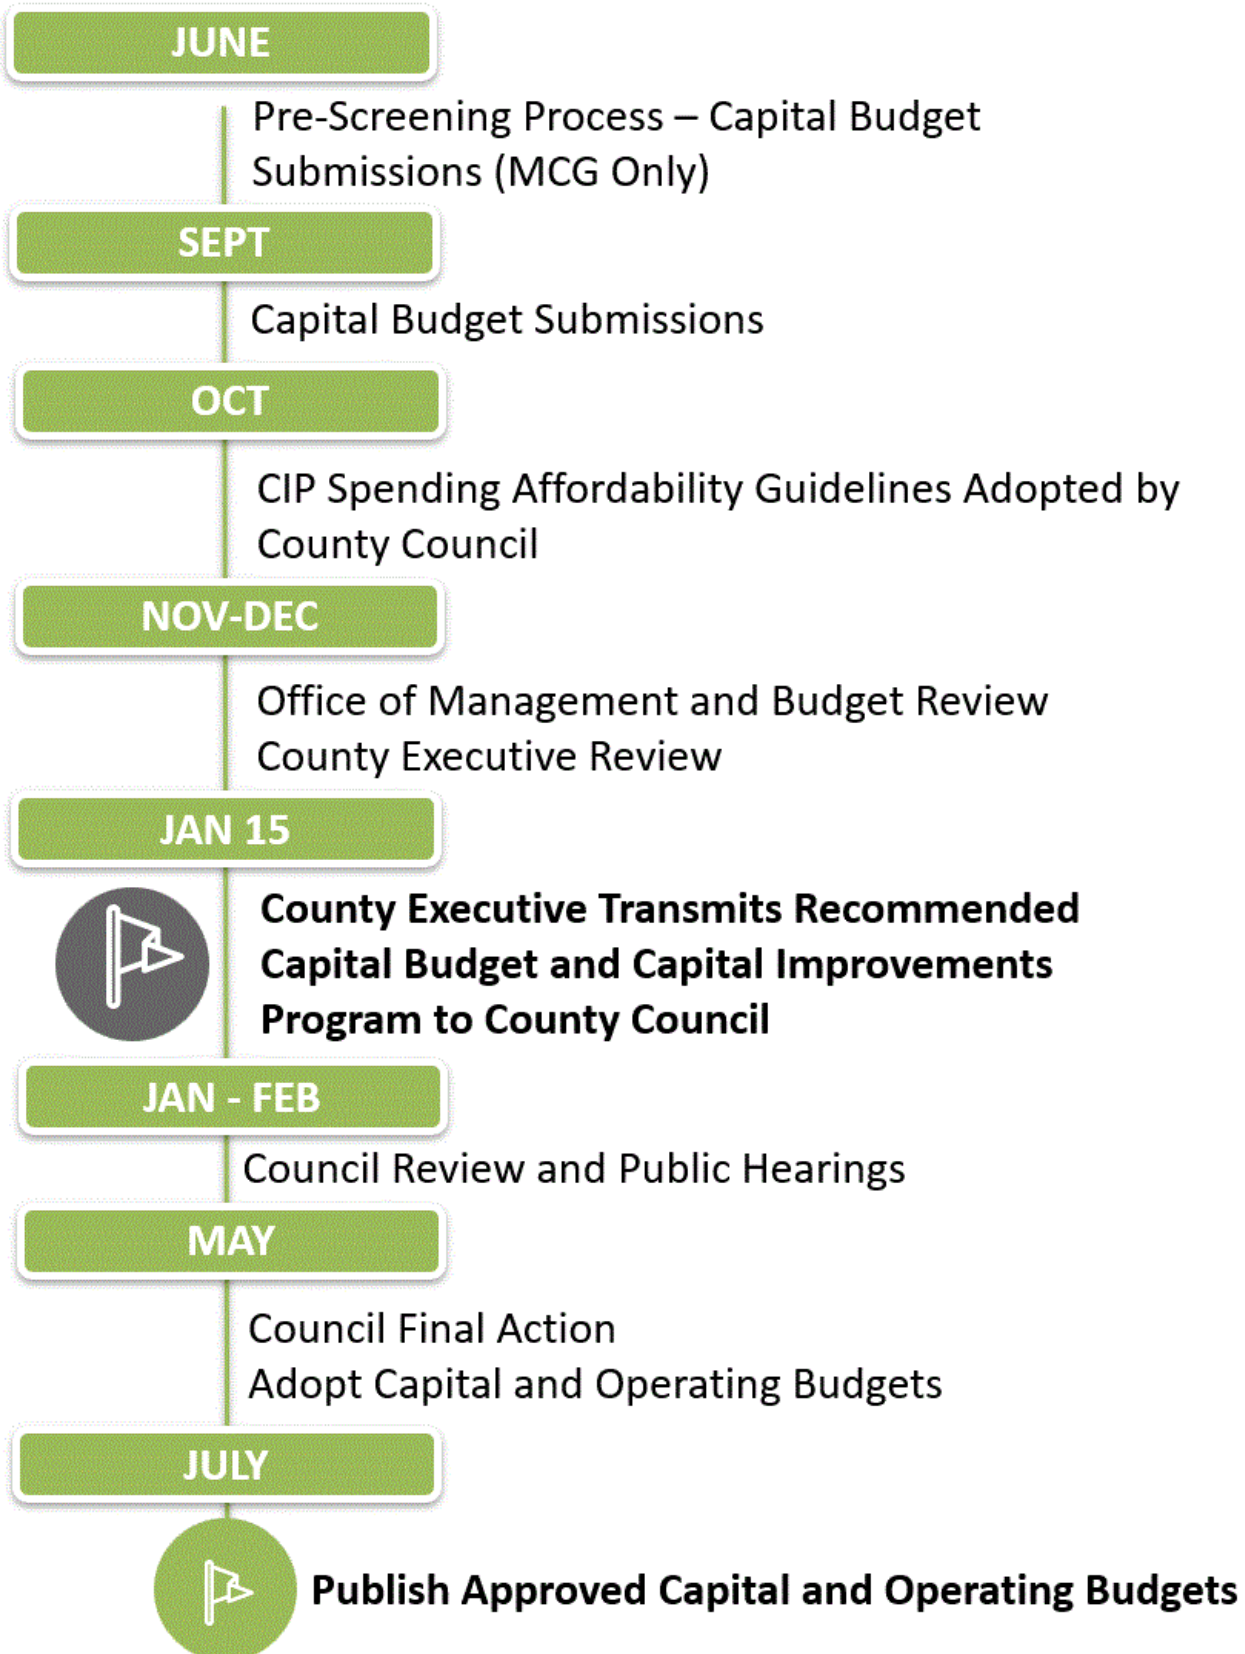 JUNE
Pre-Screening Process – Capital Budget
Submissions (MCG Only)
SEPT
Capital Budget Submissions
OCT
CIP Spending Affordability Guidelines Adopted by
County Council
NOV-DEC
Office of Management and Budget Review
County Executive Review
JAN 15
County Executive Transmits Recommended
Capital Budget and Capital Improvements
Program to County Council
JAN - FEB
Council Review and Public Hearings
MAY
Council Final Action
Adopt Capital and Operating Budgets
JULY
Publish Approved Capital and Operating Budgets